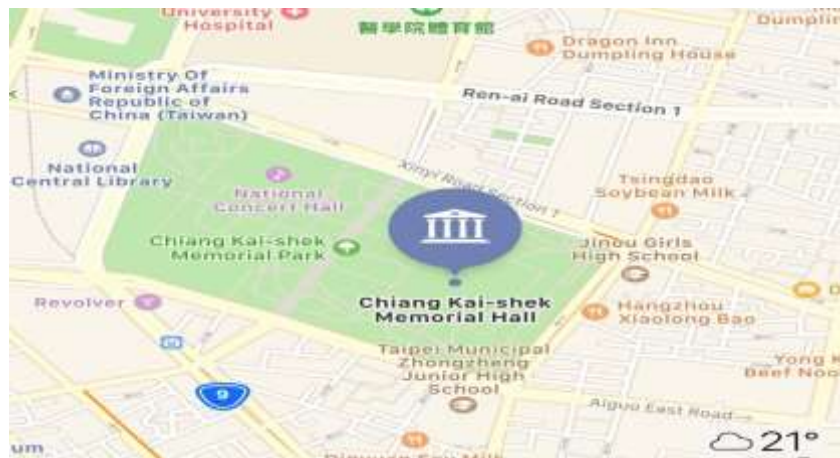 University
Hospital
醫學院體育館
Dumpling
Dragon Inn
Dumpling House
Ministry Of
Foreign Affairs
Republic of
China (Taiwan)
Ren-ai Road Section 1
National
Central Library
Xinyi Road Section 1
Tsingdao
Soybean Milk
National
Concert Hall
Chiang Kai-shek
Memorial Park
Jinou Girls
High School
Revolver
Chiang Kai-shek
Memorial Hall
Hangzhou
Xiaolong Bao
Taipei Municipal
Zhongzheng
Junior High
School
Beef Noo
9
Aiguo East Road→
um
21°